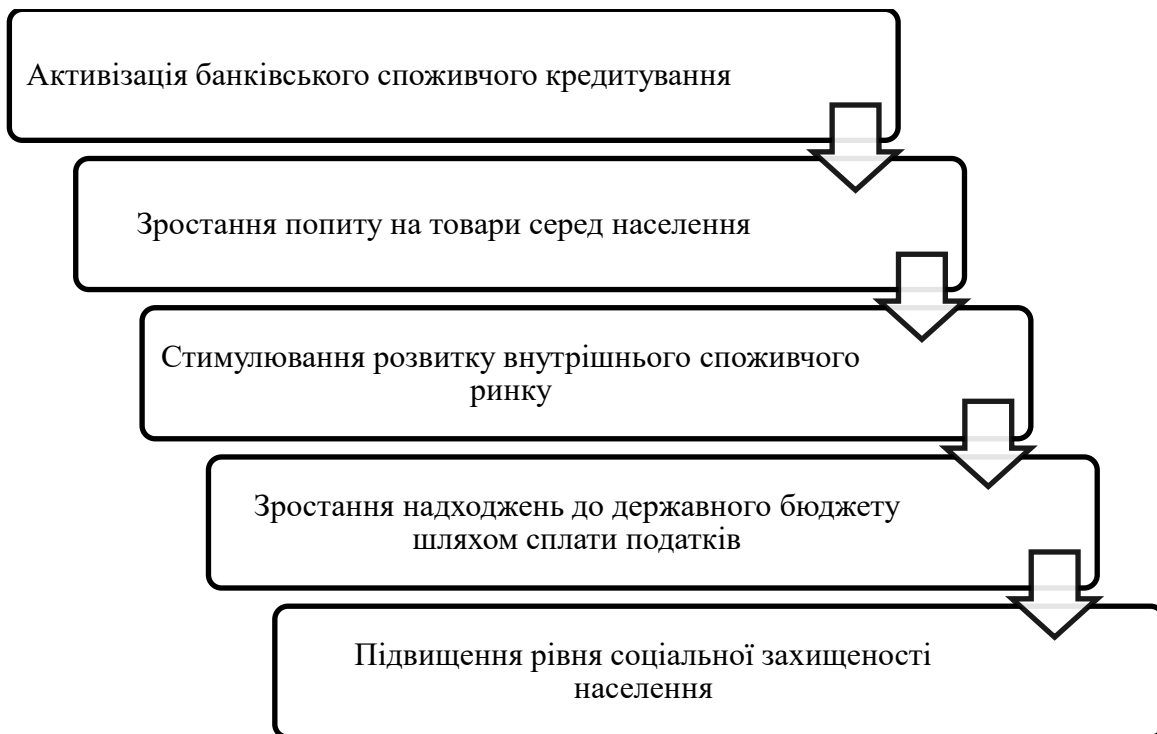 Активізація банківського споживчого кредитування
Зростання попиту на товари серед населення
Стимулювання розвитку внутрішнього споживчого
ринку
Зростання надходжень до державного бюджету
шляхом сплати податків
Підвищення рівня соціальної захищеності
населення